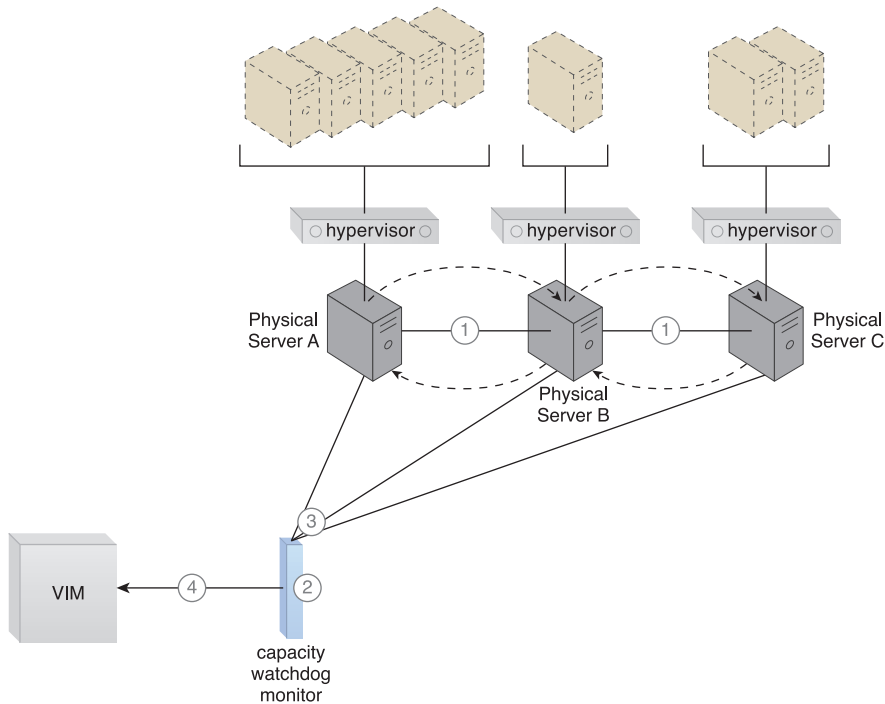 hypervisor
hypervisor
hypervisor
Physical
Server A
1
1
Physical
Server C
Physical
Server B
3
VIM
4
2
capacity
watchdog
monitor